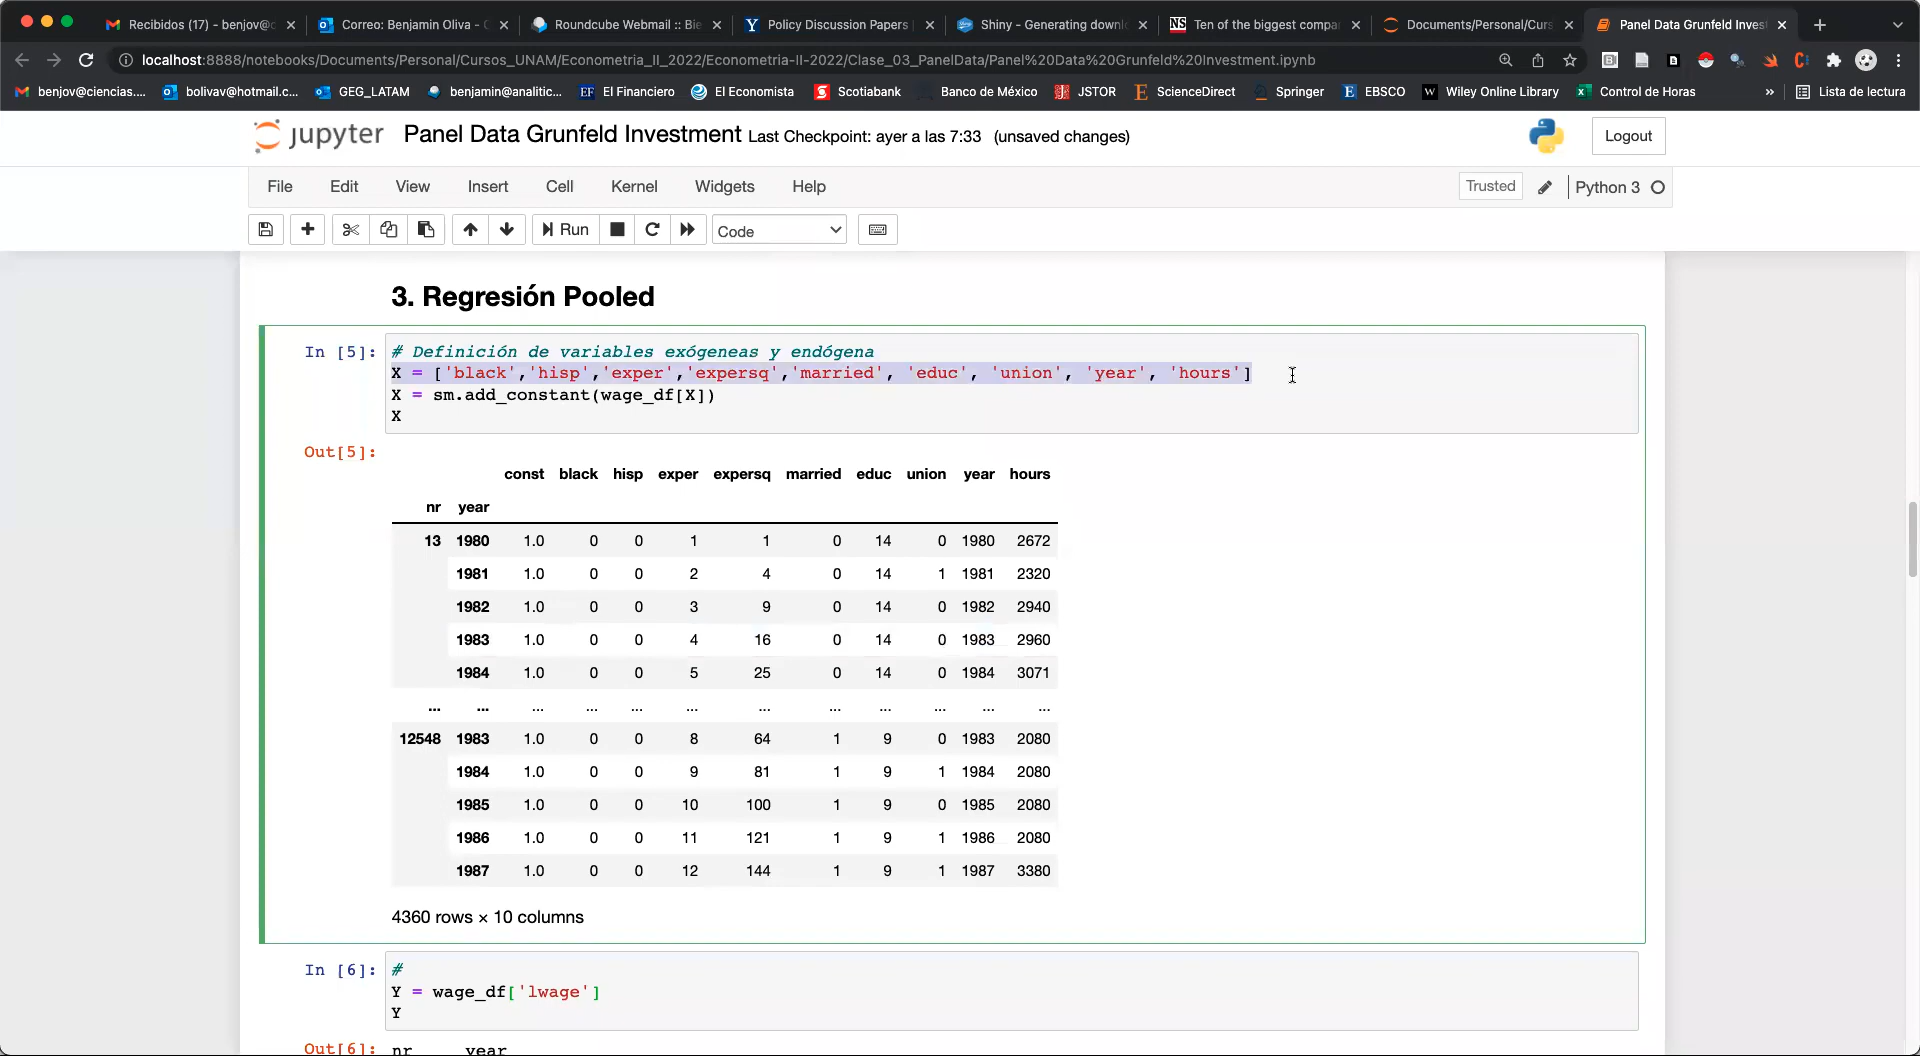 Recibidos (17) - benjov@c
Correo: Benjamin Oliva -
Roundcube Webmail :: Bie
Policy Discussion Papers
Shiny - Generating downl
Ten of the biggest compa
Documents/Personal/Curs
Panel Data Grunfeld Inves
localhost:8888/notebooks/Documents/Personal/Cursos_UNAM/Econometria_II_2022/Econometria-II-2022/Clase_03_PanelData/Panel%20Data%20Grunfeld%20Investment.ipynb
benjov@ciencias.... bolivav@hotmail.c... GEG_LATAM benjamin@analitic... EF El Financiero El Economista Scotiabank Banco de México JSTOR ScienceDirect Springer EBSCO Wiley Online Library Control de Horas » Lista de lectura
jupyter Panel Data Grunfeld Investment Last Checkpoint: ayer a las 7:33 (unsaved changes) Logout
File Edit View Insert Cell Kernel Widgets Help Trusted Python 3
Run Code
3. Regresión Pooled
In [5]: # Definición de variables exógeneas y endógena
X = ['black','hisp','exper','expersq','married', 'educ', 'union', 'year', 'hours']
X = sm.add_constant(wage_df[X])
X
Out[5]:
const black hisp exper expersq married educ union year hours
nr year
13 1980 1.0 0 0 1 1 0 14 0 1980 2672
1981 1.0 0 0 2 4 0 14 1 1981 2320
1982 1.0 0 0 3 9 0 14 0 1982 2940
1983 1.0 0 0 4 16 0 14 0 1983 2960
1984 1.0 0 0 5 25 0 14 0 1984 3071
... ... ... ... ... ... ... ... ... ... ... ...
12548 1983 1.0 0 0 8 64 1 9 0 1983 2080
1984 1.0 0 0 9 81 1 9 1 1984 2080
1985 1.0 0 0 10 100 1 9 0 1985 2080
1986 1.0 0 0 11 121 1 9 1 1986 2080
1987 1.0 0 0 12 144 1 9 1 1987 3380
4360 rows × 10 columns
In [6]: #
Y = wage_df['lwage']
Y
Out[6]: nr year